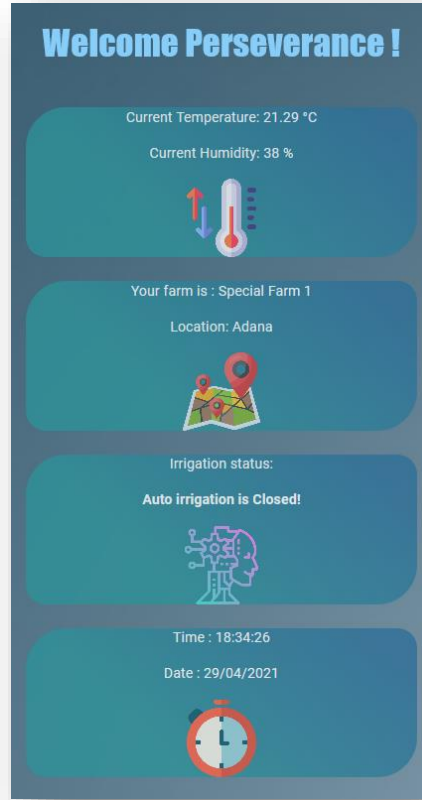 Welcome Perseverance !
Current Temperature: 21.29 °C
Current Humidity: 38 %
Your farm is : Special Farm 1
Location: Adana
Irrigation status:
Auto irrigation is Closed!
Time : 18:34:26
Date : 29/04/2021